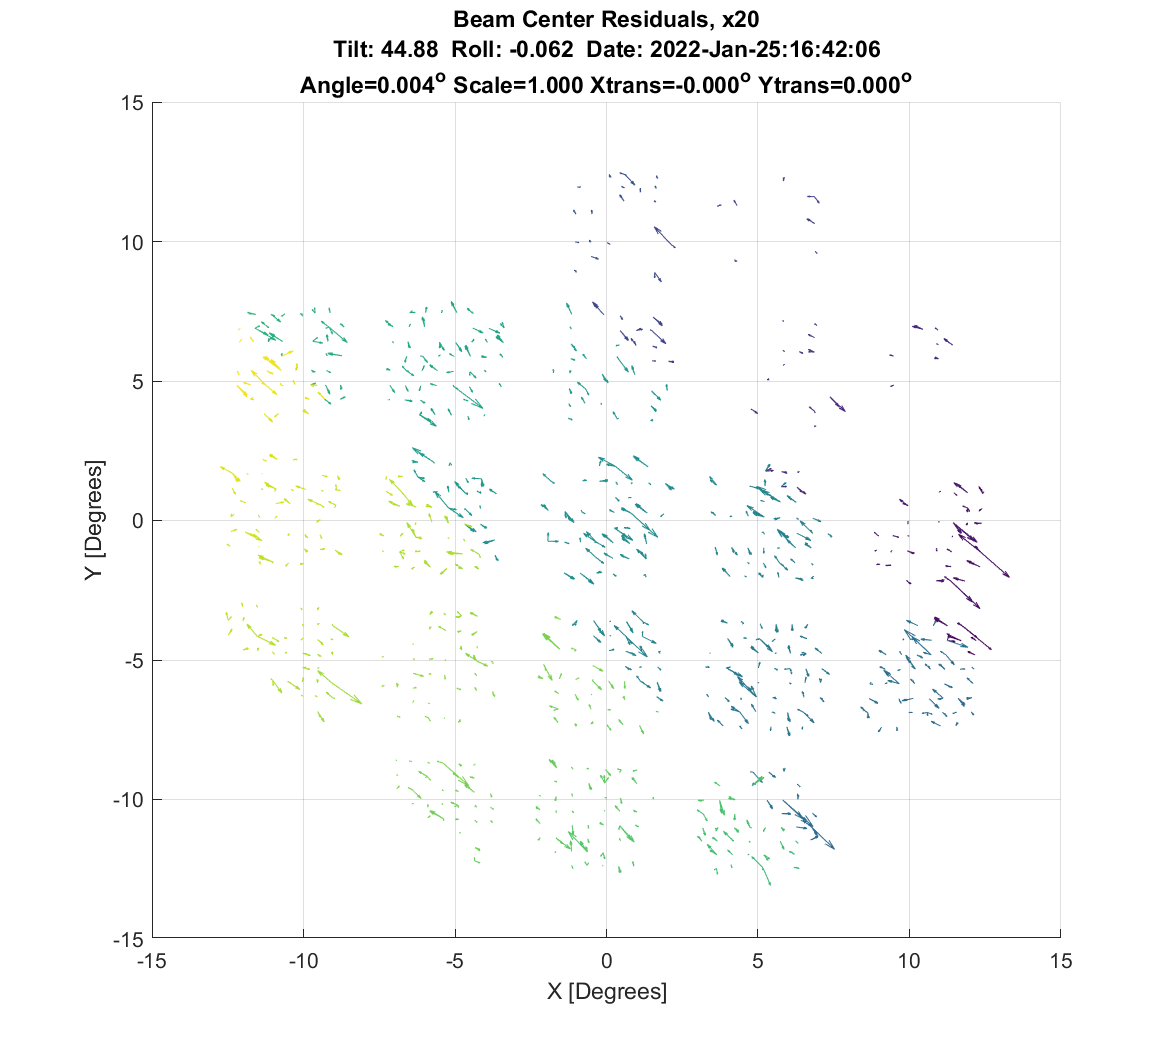 Beam Center Residuals, x20
Tilt: 44.88  Roll: -0.062  Date: 2022-Jan-25:16:42:06
Angle=0.004° Scale=1.000 Xtrans=-0.000° Ytrans=0.000°
15
10
5
0
-5
-10
-15
Y [Degrees]
-15 -10 -5 0 5 10 15
X [Degrees]